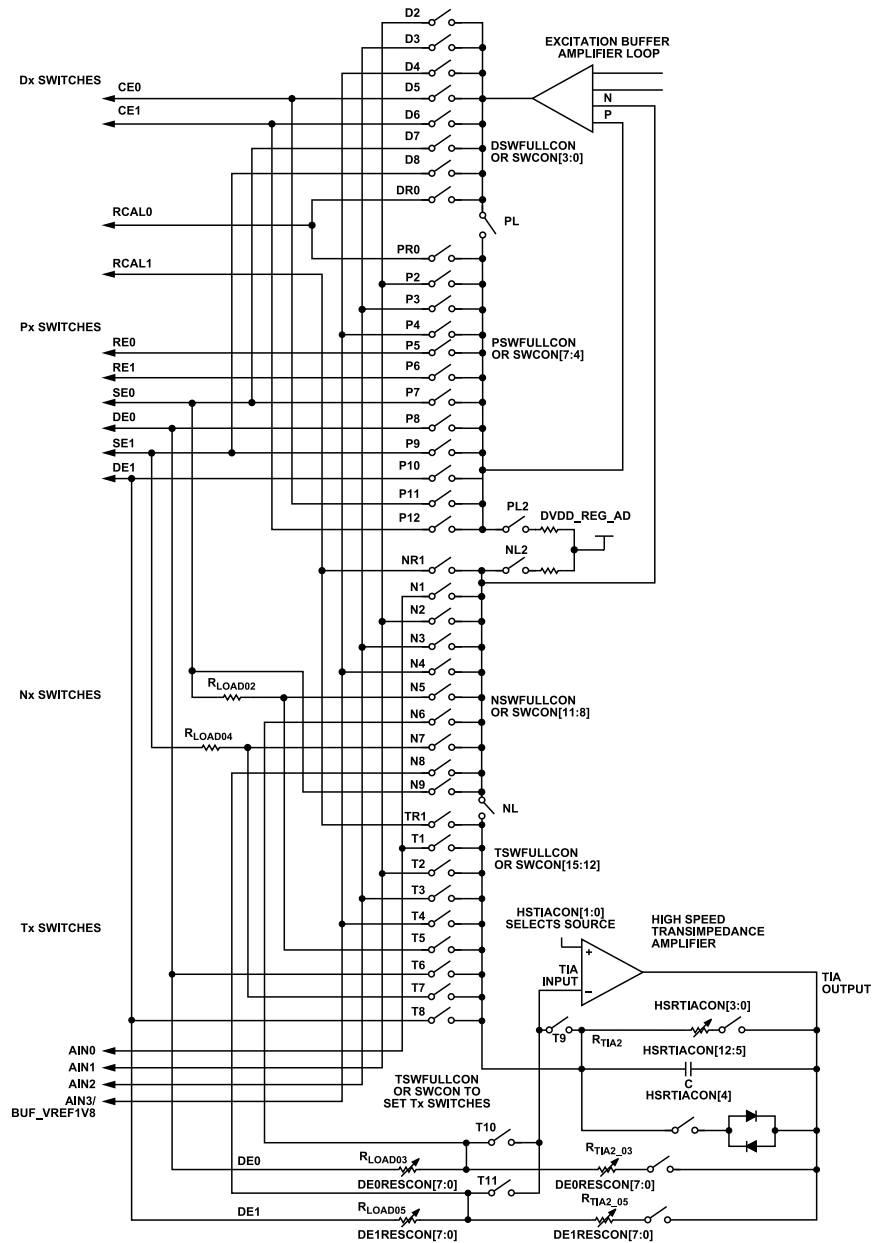 D2
D3
EXCITATION BUFFER
AMPLIFIER LOOP
D4
Dx SWITCHES
CE0
D5
N
CE1
D6
P
D7
DSWFULLCON
OR SWCON[3:0]
D8
DR0
RCAL0
PL
PR0
RCAL1
P2
P3
Px SWITCHES
P4
PSWFULLCON
OR SWCON[7:4]
RE0
P5
RE1
P6
SE0
P7
DE0
P8
SE1
P9
DE1
P10
P11
PL2
DVDD_REG_AD
P12
NR1
NL2
N1
N2
N3
N4
Nx SWITCHES
RLOAD02
N5
NSWFULLCON
OR SWCON[11:8]
N6
RLOAD04
N7
N8
N9
NL
TR1
T1
TSWFULLCON
OR SWCON[15:12]
T2
T3
Tx SWITCHES
T4
HSTIACON[1:0]
SELECTS SOURCE
HIGH SPEED
TRANSIMPEDANCE
AMPLIFIER
T5
+
T6
TIA
INPUT
TIA
OUTPUT
T7
–
T8
HSRTIACON[3:0]
T9
RTIA2
AIN0
HSRTIACON[12:5]
AIN1
C
AIN2
TSWFULLCON
OR SWCON TO
SET Tx SWITCHES
HSRTIACON[4]
AIN3/
BUF_VREF1V8
T10
DE0
RLOAD03
RTIA2_03
DE0RESCON[7:0]
T11
DE0RESCON[7:0]
DE1
RLOAD05
RTIA2_05
DE1RESCON[7:0]
DE1RESCON[7:0]